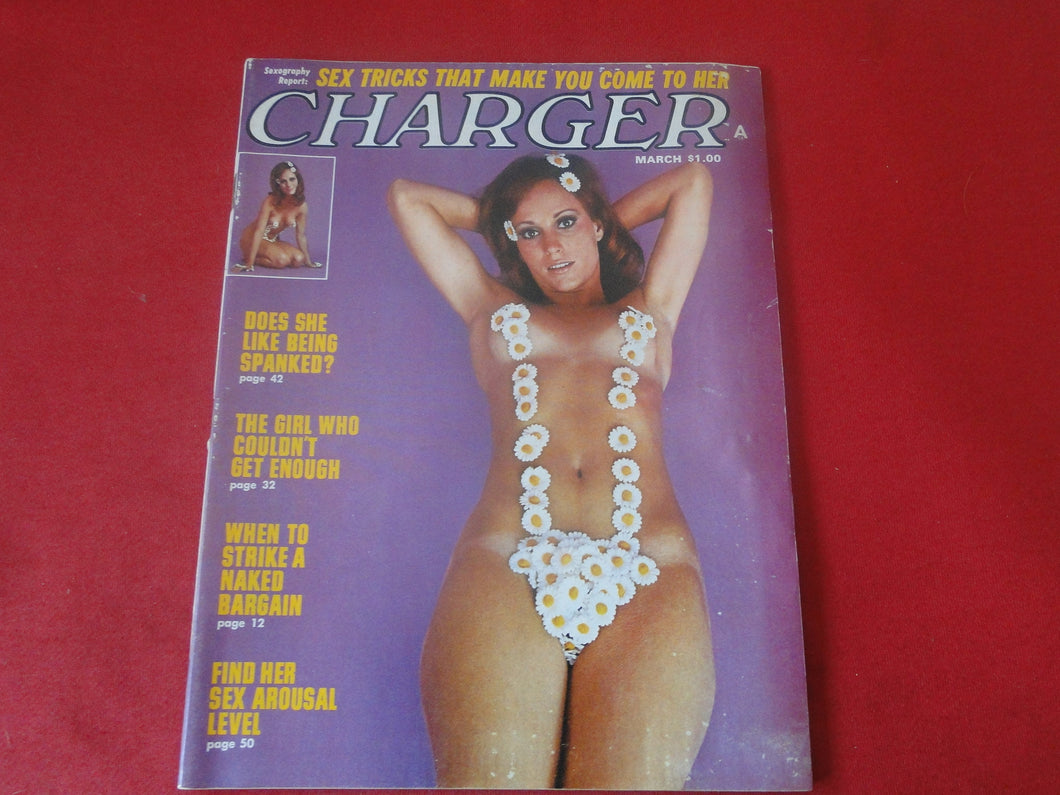 Sexography
Report: SEX TRICKS THAT MAKE YOU COME TO HER
CHARGER
A
MARCH $1.00
DOES SHE
LIKE BEING
SPANKED?
page 42
THE GIRL WHO
COULDN'T
GET ENOUGH
page 32
WHEN TO
STRIKE A
NAKED
BARGAIN
page 12
FIND HER
SEX AROUSAL
LEVEL
page 50